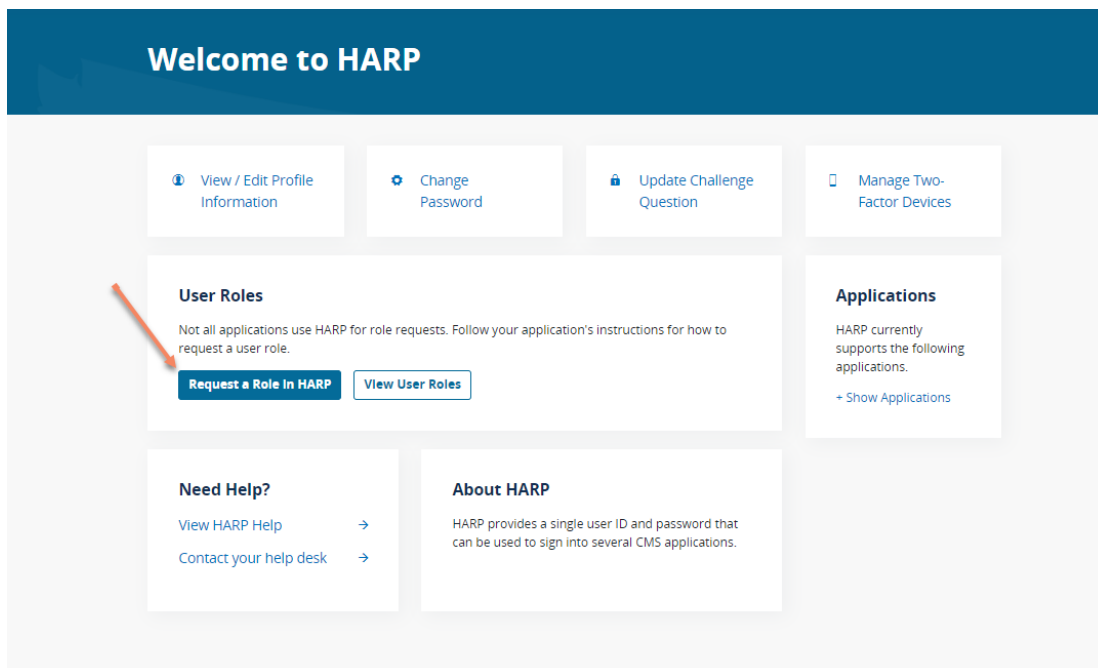 Welcome to HARP
View / Edit Profile
Information
Change
Password
Update Challenge
Question
Manage Two-
Factor Devices
User Roles
Not all applications use HARP for role requests. Follow your application's instructions for how to
request a user role.
Request a Role in HARP
View User Roles
Applications
HARP currently
supports the following
applications.
+ Show Applications
Need Help?
View HARP Help
Contact your help desk
About HARP
HARP provides a single user ID and password that
can be used to sign into several CMS applications.